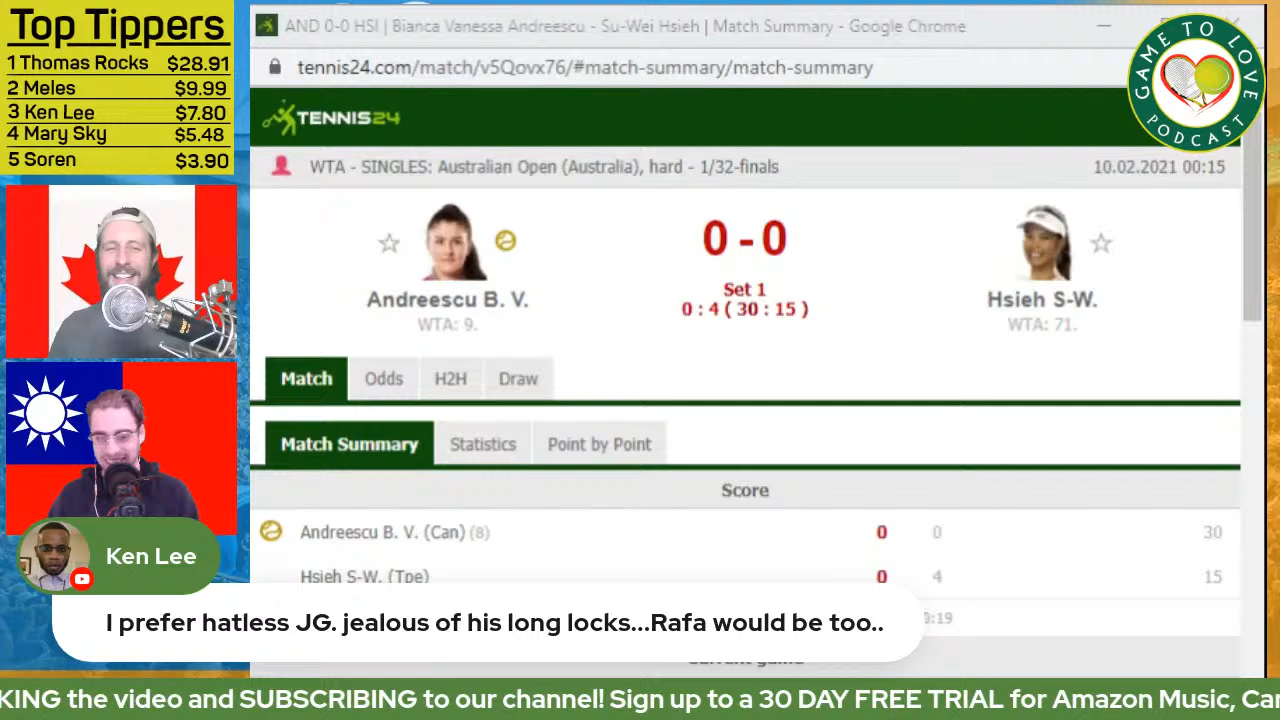 Top Tippers
1 Thomas Rocks $28.91
2 Meles $9.99
3 Ken Lee $7.80
4 Mary Sky $5.48
5 Soren $3.90
AND 0-0 HSI | Bianca Vanessa Andreescu - Su-Wei Hsieh | Match Summary - Google Chrome
tennis24.com/match/v5Qovx76/#match-summary/match-summary
GAME TO LOVE
PODCAST
TENNIS24
WTA - SINGLES: Australian Open (Australia), hard - 1/32-finals
10.02.2021 00:15
0 - 0
Set 1
0 : 4 ( 30 : 15 )
Andreescu B. V.
WTA: 9.
Hsieh S-W.
WTA: 71.
Match Odds H2H Draw
Match Summary Statistics Point by Point
Score
Andreescu B. V. (Can) (8) 0 0 30
Hsieh S-W. (Tpe) 0 4 15
0:19
Current game
Ken Lee
I prefer hatless JG. jealous of his long locks...Rafa would be too..
KING the video and SUBSCRIBING to our channel! Sign up to a 30 DAY FREE TRIAL for Amazon Music, Car